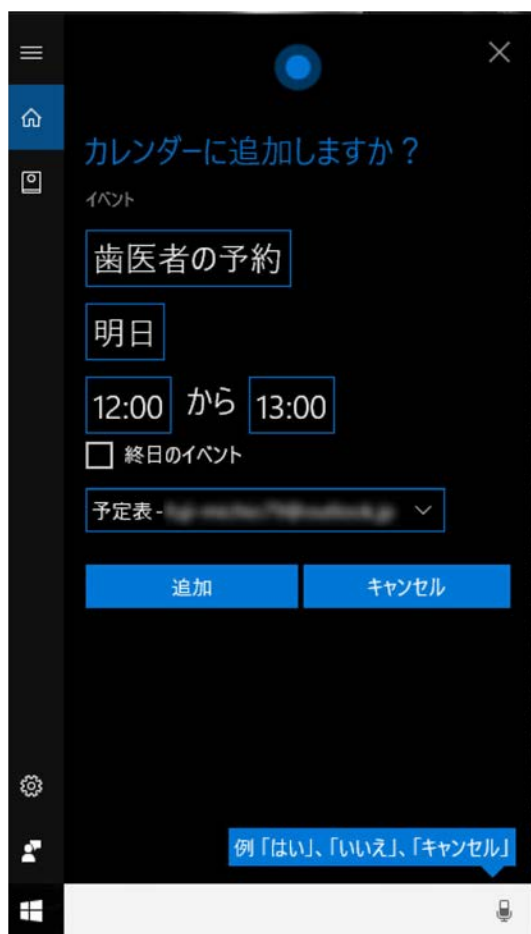 カレンダーに追加しますか？
イベント
歯医者の予約
明日
12:00 から 13:00
終日のイベント
予定表 -
追加 キャンセル
例「はい」、「いいえ」、「キャンセル」